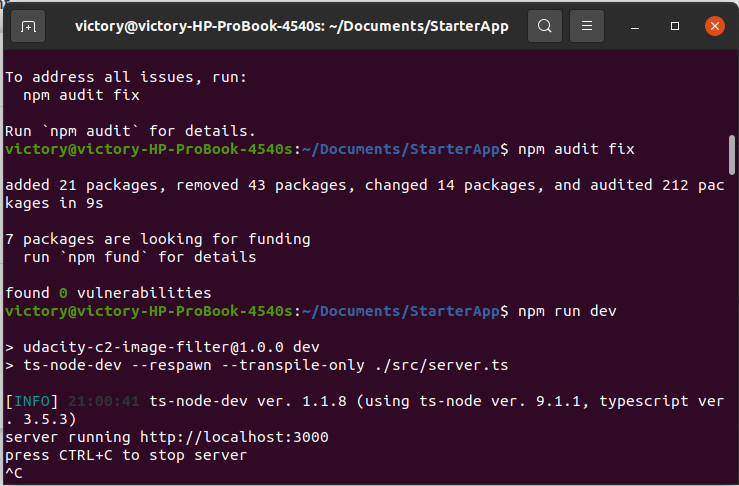 victory@victory-HP-ProBook-4540s: ~/Documents/StarterApp
To address all issues, run:
  npm audit fix
Run `npm audit` for details.
victory@victory-HP-ProBook-4540s:~/Documents/StarterApp$ npm audit fix
added 21 packages, removed 43 packages, changed 14 packages, and audited 212 pac
kages in 9s
7 packages are looking for funding
  run `npm fund` for details
found 0 vulnerabilities
victory@victory-HP-ProBook-4540s:~/Documents/StarterApp$ npm run dev
> udacity-c2-image-filter@1.0.0 dev
> ts-node-dev --respawn --transpile-only ./src/server.ts
[INFO] 21:00:41 ts-node-dev ver. 1.1.8 (using ts-node ver. 9.1.1, typescript ver
. 3.5.3)
server running http://localhost:3000
press CTRL+C to stop server
^C